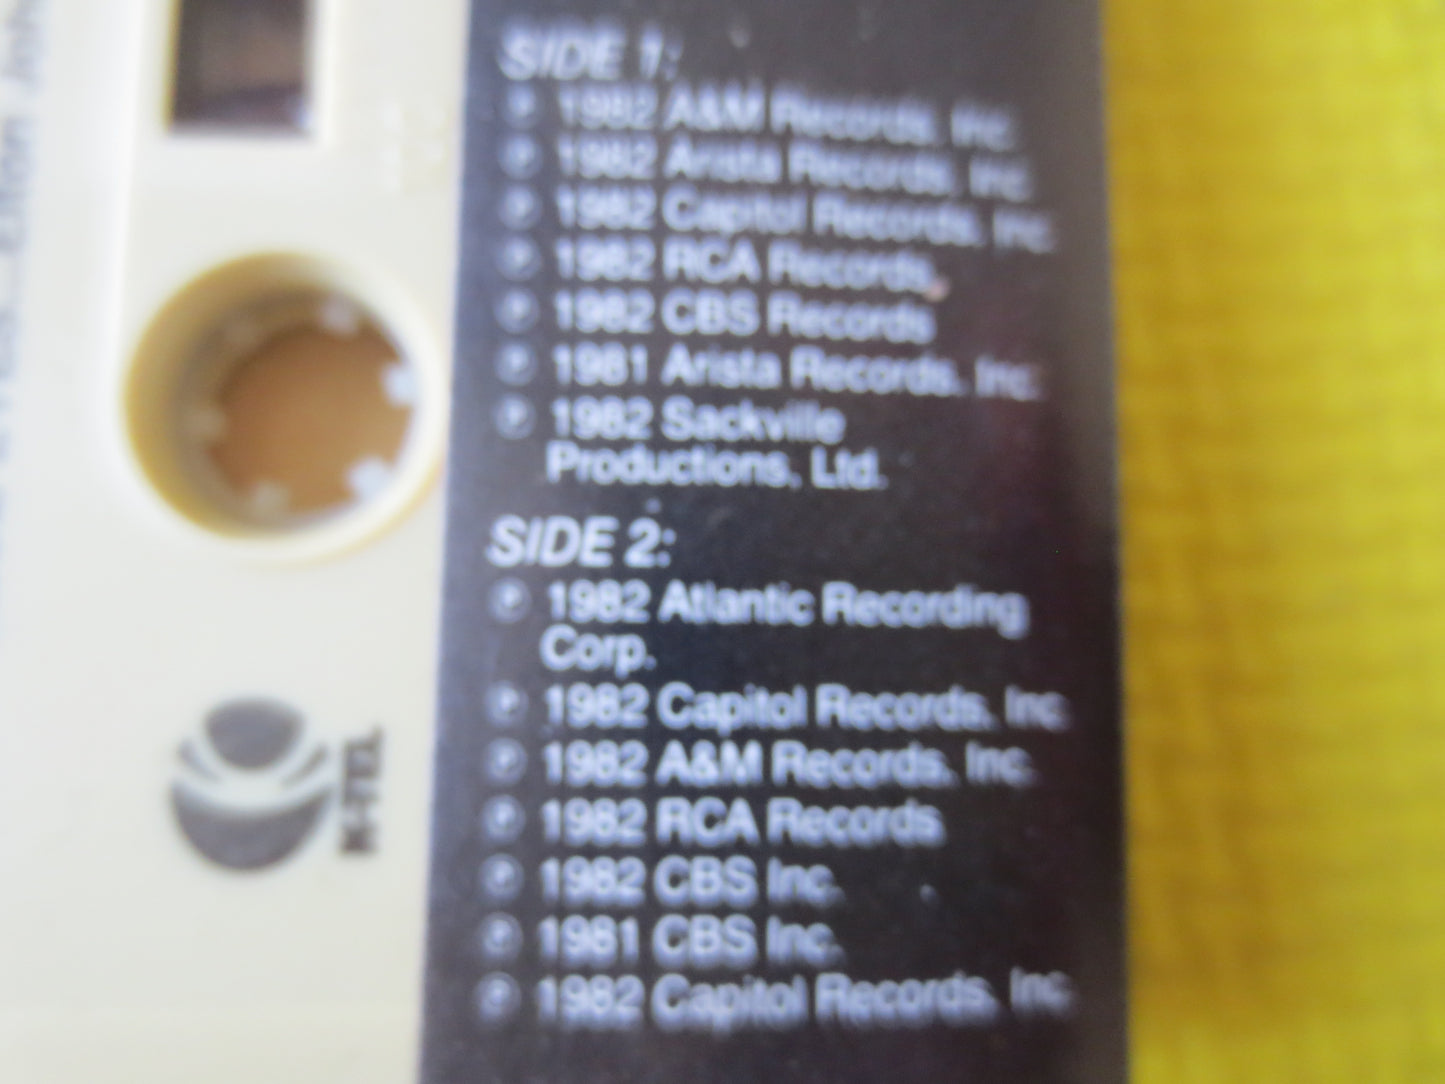 SIDE 1:
℗ 1982 A&M Records, Inc.
℗ 1982 Arista Records, Inc.
℗ 1982 Capitol Records, Inc.
℗ 1982 RCA Records,
℗ 1982 CBS Records
℗ 1981 Arista Records, Inc.
℗ 1982 Sackville
Productions, Ltd.
SIDE 2:
℗ 1982 Atlantic Recording
Corp.
℗ 1982 Capitol Records, Inc.
℗ 1982 A&M Records, Inc.
℗ 1982 RCA Records
℗ 1982 CBS Inc.
℗ 1981 CBS Inc.
℗ 1982 Capitol Records, Inc.
K-TEL
Elton John